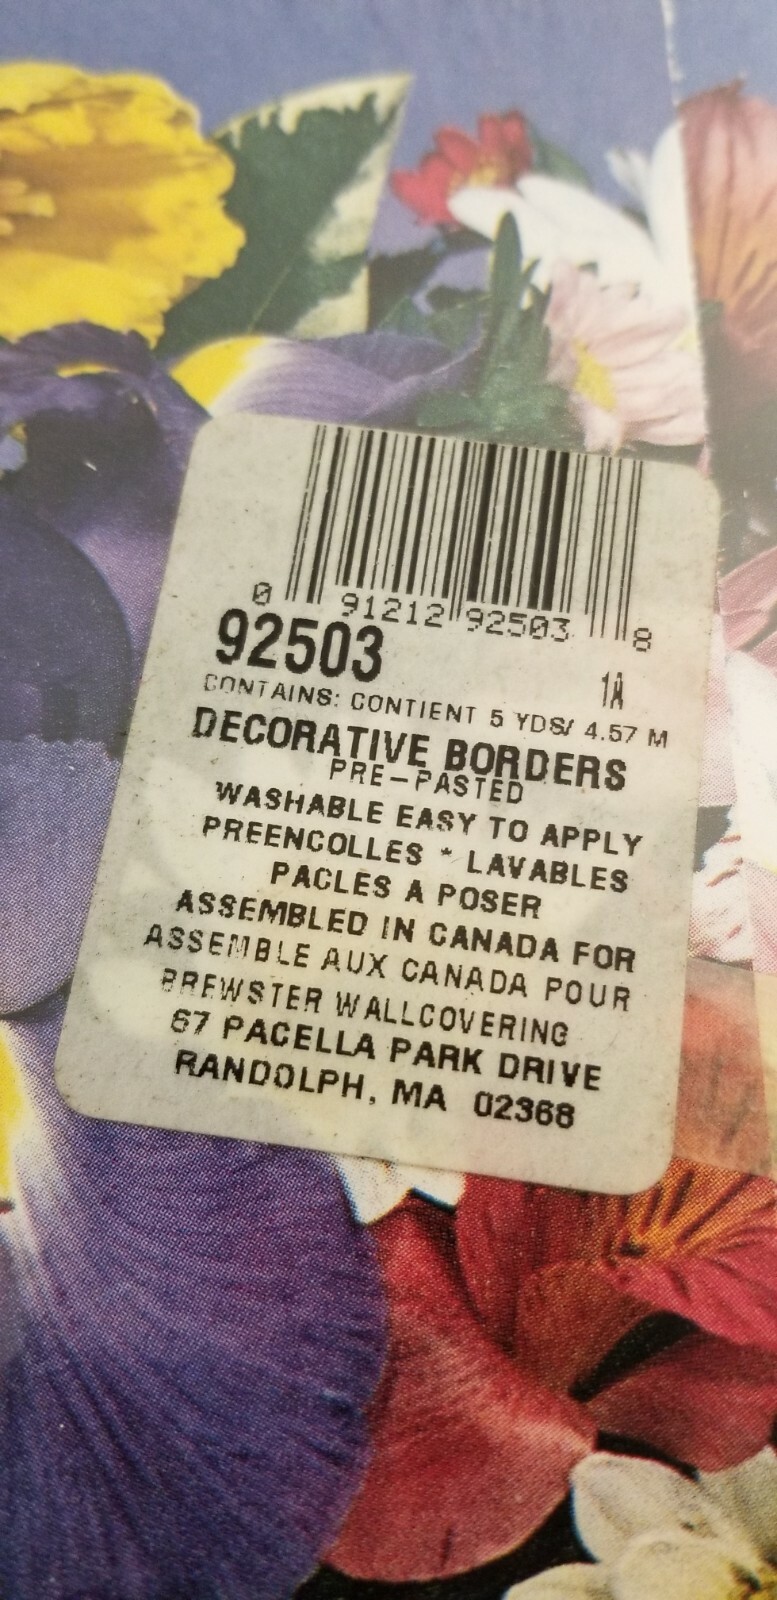 0 91212 92503 8
92503 1A
CONTAINS: CONTIENT 5 YDS/ 4.57 M
DECORATIVE BORDERS
PRE-PASTED
WASHABLE EASY TO APPLY
PREENCOLLES * LAVABLES
PACLES A POSER
ASSEMBLED IN CANADA FOR
ASSEMBLE AUX CANADA POUR
BREWSTER WALLCOVERING
67 PACELLA PARK DRIVE
RANDOLPH, MA 02368